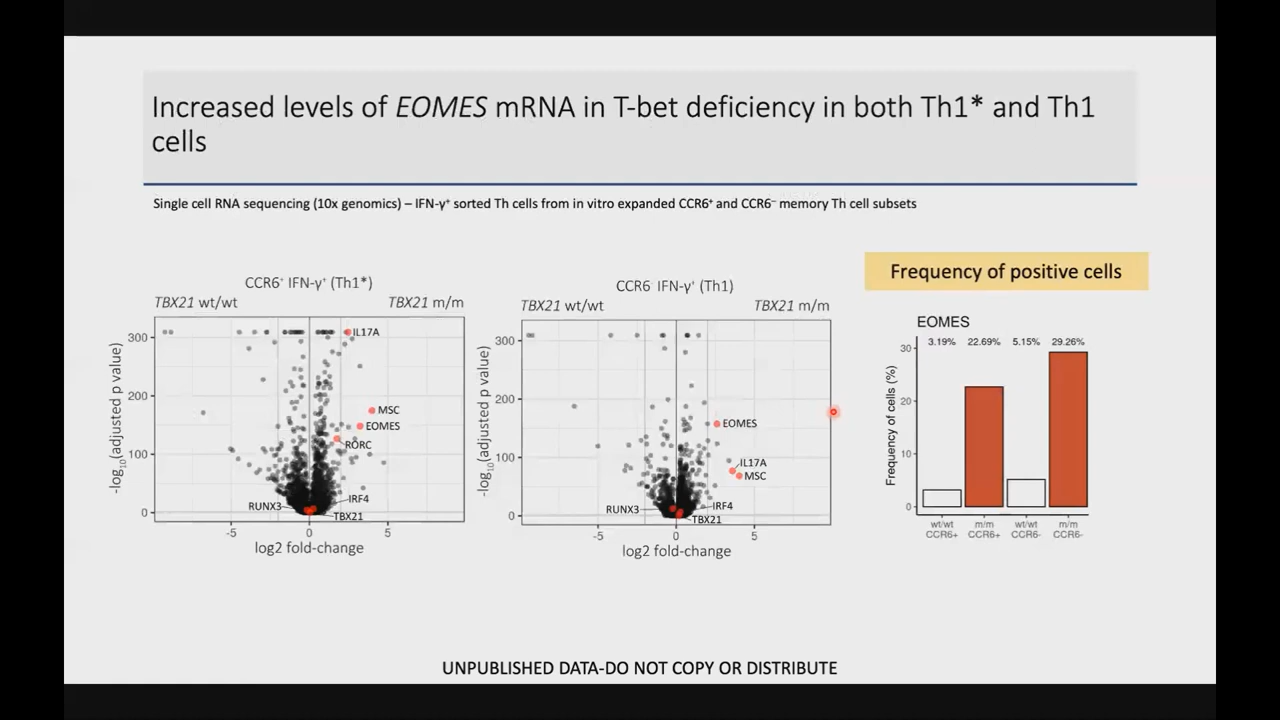 Increased levels of EOMES mRNA in T-bet deficiency in both Th1* and Th1
cells
Single cell RNA sequencing (10x genomics) – IFN-γ⁺ sorted Th cells from in vitro expanded CCR6⁺ and CCR6⁻ memory Th cell subsets
CCR6⁺ IFN-γ⁺ (Th1*)
TBX21 wt/wt
TBX21 m/m
-log₁₀(adjusted p value)
300
200
100
0
IL17A
MSC
EOMES
RORC
IRF4
RUNX3
TBX21
-5
0
5
log2 fold-change
CCR6 IFN-γ⁺ (Th1)
TBX21 wt/wt
TBX21 m/m
-log₁₀(adjusted p value)
300
200
100
0
EOMES
IL17A
MSC
IRF4
RUNX3
TBX21
-5
0
5
log2 fold-change
Frequency of positive cells
EOMES
3.19% 22.69% 5.15% 29.26%
Frequency of cells (%)
30
20
10
0
wt/wt m/m wt/wt m/m
CCR6+ CCR6+ CCR6- CCR6-
UNPUBLISHED DATA-DO NOT COPY OR DISTRIBUTE